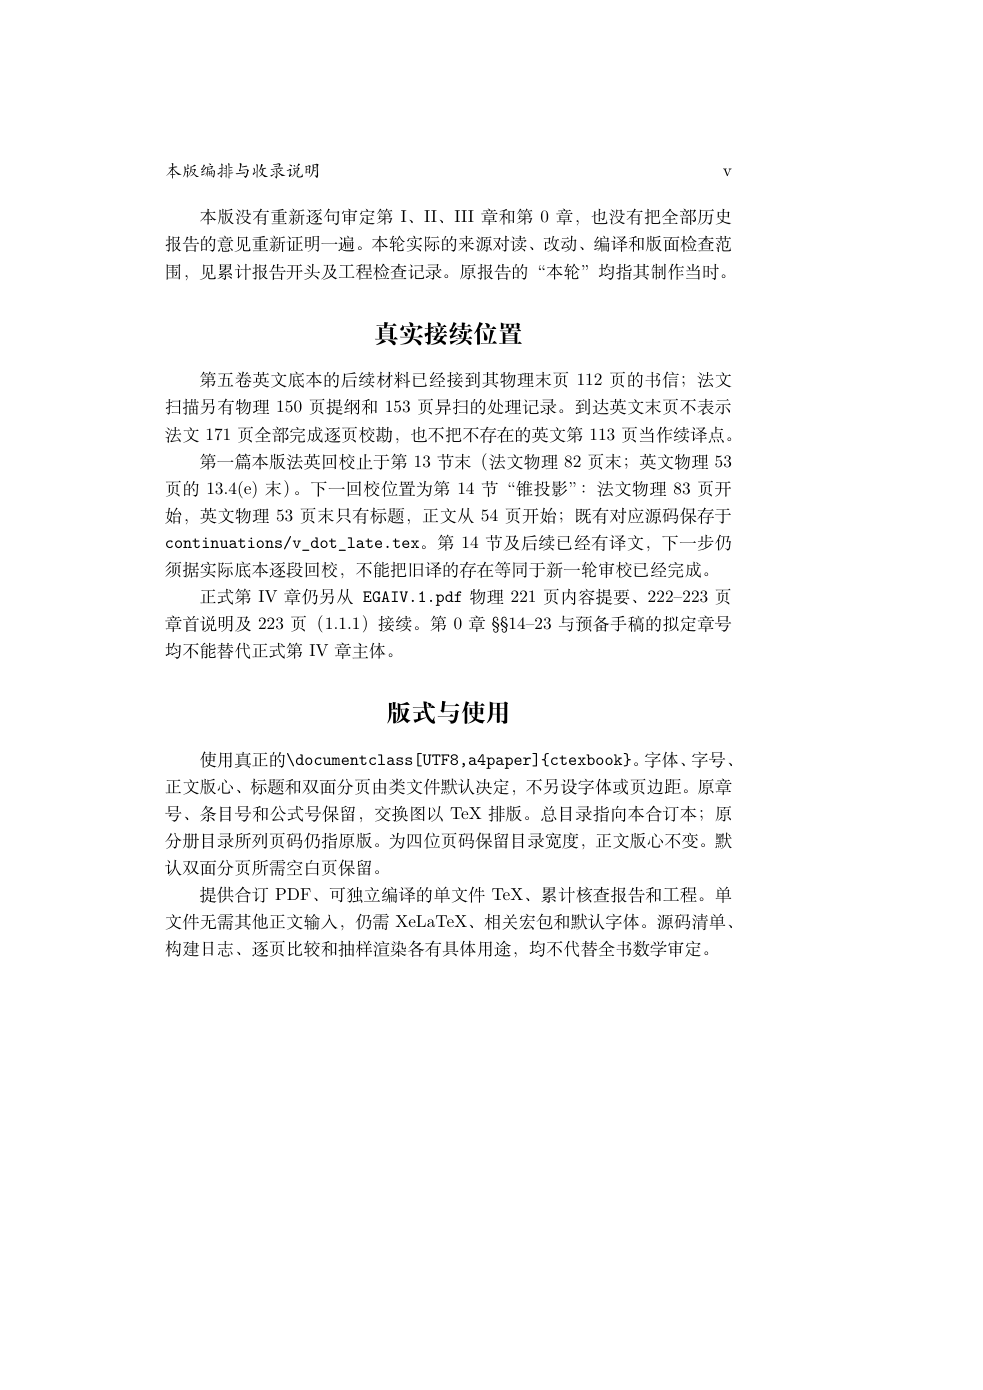 本版编排与收录说明 v
本版没有重新逐句审定第 I、II、III 章和第 0 章，也没有把全部历史
报告的意见重新证明一遍。本轮实际的来源对读、改动、编译和版面检查范
围，见累计报告开头及工程检查记录。原报告的“本轮”均指其制作当时。
真实接续位置
第五卷英文底本的后续材料已经接到其物理末页 112 页的书信；法文
扫描另有物理 150 页提纲和 153 页异扫的处理记录。到达英文末页不表示
法文 171 页全部完成逐页校勘，也不把不存在的英文第 113 页当作续译点。
第一篇本版法英回校止于第 13 节末（法文物理 82 页末；英文物理 53
页的 13.4(e) 末）。下一回校位置为第 14 节“锥投影”：法文物理 83 页开
始，英文物理 53 页末只有标题，正文从 54 页开始；既有对应源码保存于
continuations/v_dot_late.tex。第 14 节及后续已经有译文，下一步仍
须据实际底本逐段回校，不能把旧译的存在等同于新一轮审校已经完成。
正式第 IV 章仍另从 EGAIV.1.pdf 物理 221 页内容提要、222–223 页
章首说明及 223 页（1.1.1）接续。第 0 章 §§14–23 与预备手稿的拟定章号
均不能替代正式第 IV 章主体。
版式与使用
使用真正的\documentclass[UTF8,a4paper]{ctexbook}。字体、字号、
正文版心、标题和双面分页由类文件默认决定，不另设字体或页边距。原章
号、条目号和公式号保留，交换图以 TeX 排版。总目录指向本合订本；原
分册目录所列页码仍指原版。为四位页码保留目录宽度，正文版心不变。默
认双面分页所需空白页保留。
提供合订 PDF、可独立编译的单文件 TeX、累计核查报告和工程。单
文件无需其他正文输入，仍需 XeLaTeX、相关宏包和默认字体。源码清单、
构建日志、逐页比较和抽样渲染各有具体用途，均不代替全书数学审定。